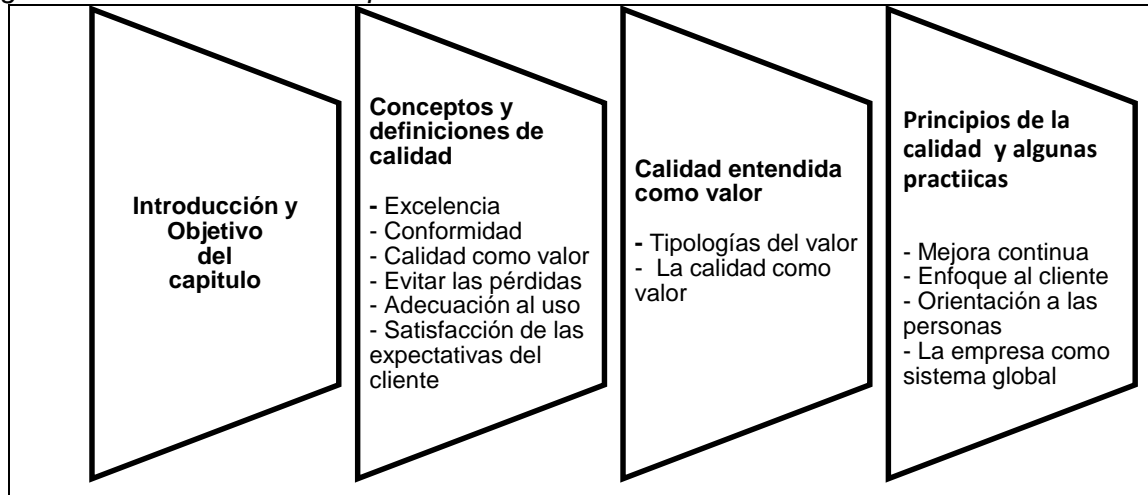 Introducción y
Objetivo
del
capitulo
Conceptos y
definiciones de
calidad
- Excelencia
- Conformidad
- Calidad como valor
- Evitar las pérdidas
- Adecuación al uso
- Satisfacción de las
expectativas del
cliente
Calidad entendida
como valor
- Tipologías del valor
- La calidad como
valor
Principios de la
calidad y algunas
practiicas
- Mejora continua
- Enfoque al cliente
- Orientación a las
personas
- La empresa como
sistema global